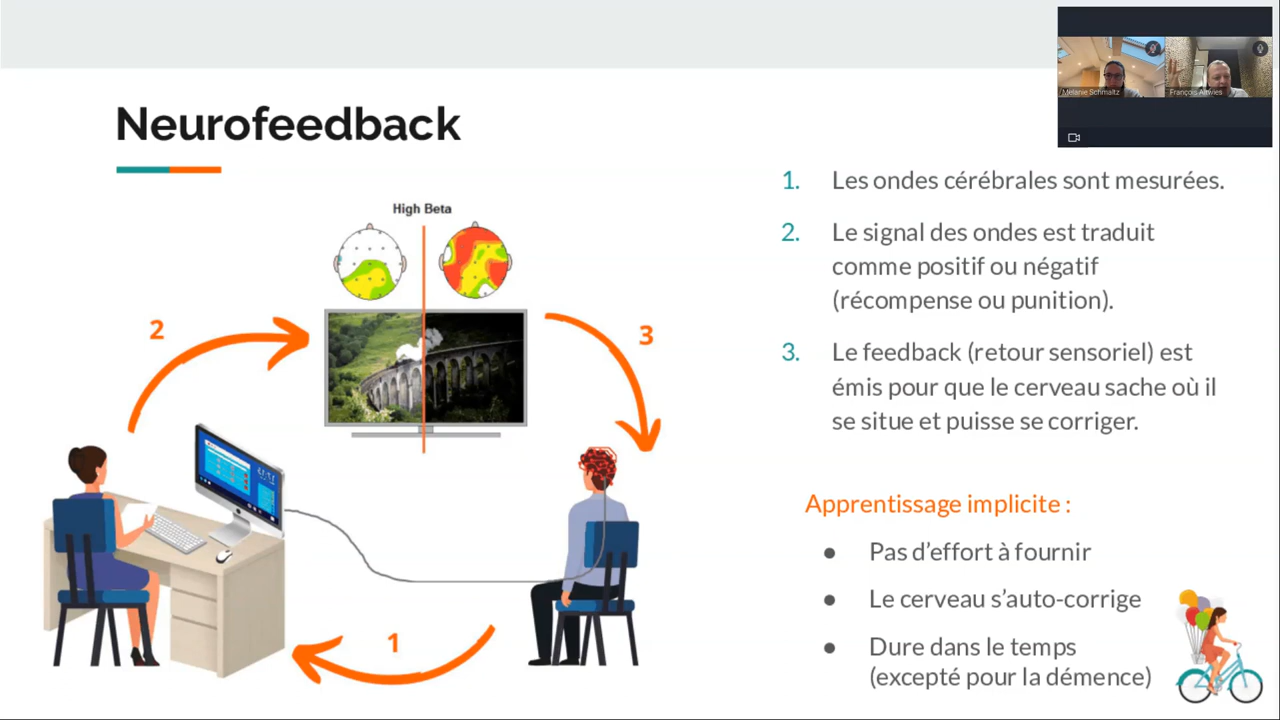 Neurofeedback
Melanie Schmaltz
High Beta
2
3
1
1. Les ondes cérébrales sont mesurées.
2. Le signal des ondes est traduit
comme positif ou négatif
(récompense ou punition).
3. Le feedback (retour sensoriel) est
émis pour que le cerveau sache où il
se situe et puisse se corriger.
Apprentissage implicite :
● Pas d'effort à fournir
● Le cerveau s'auto-corrige
● Dure dans le temps
(excepté pour la démence)